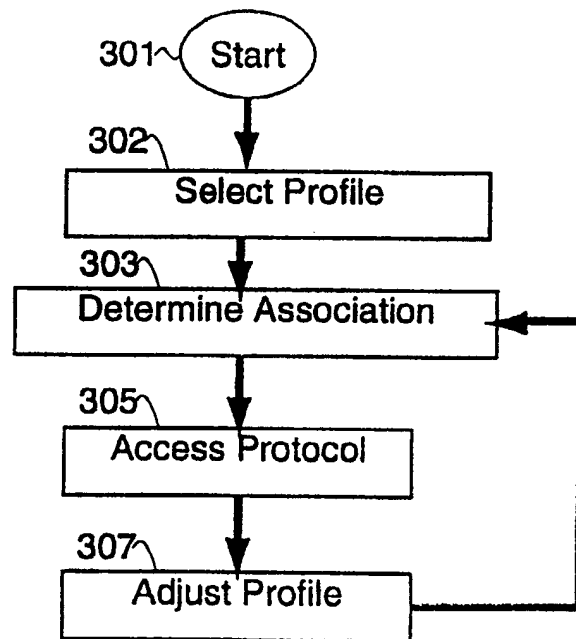 301 Start
302
Select Profile
303
Determine Association
305
Access Protocol
307
Adjust Profile